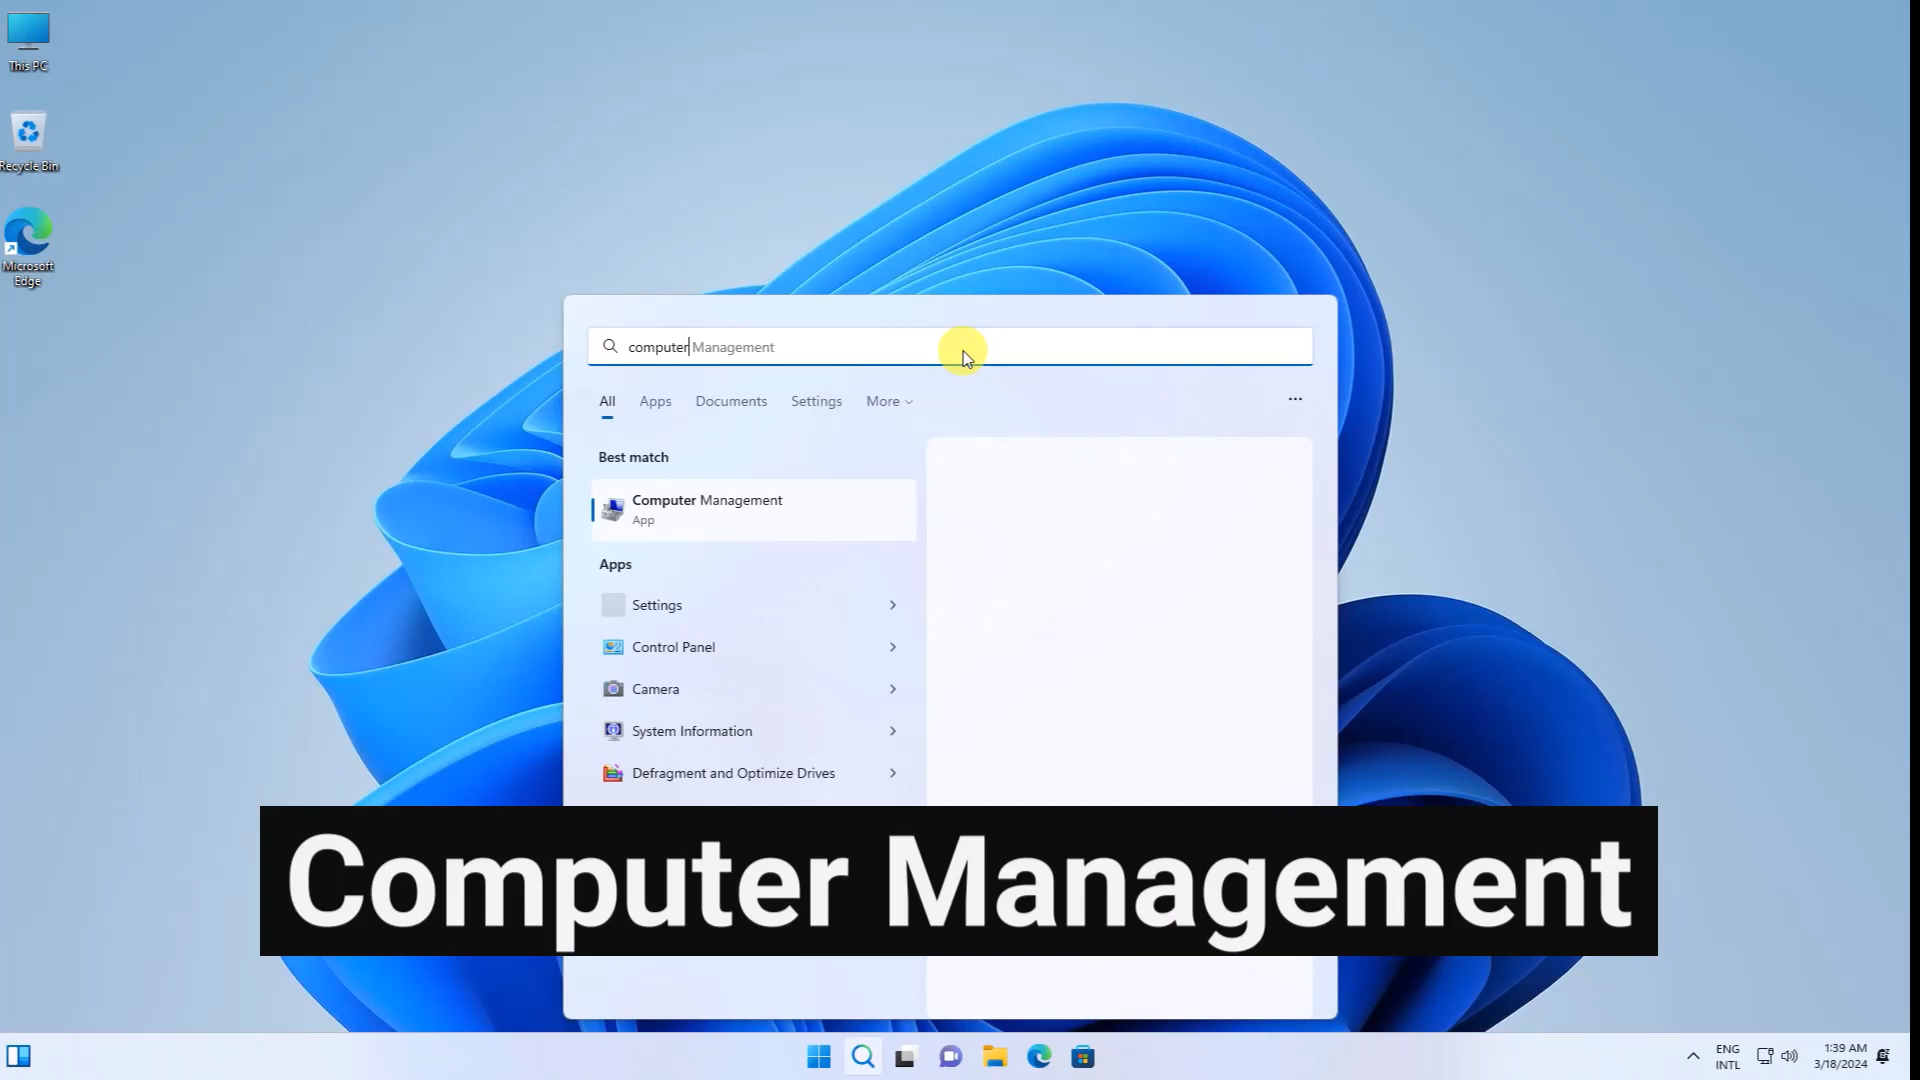 This PC
Recycle Bin
Microsoft
Edge
computer Management
All Apps Documents Settings More
Best match
Computer Management
App
Apps
Settings
Control Panel
Camera
System Information
Defragment and Optimize Drives
Computer Management
ENG
INTL
1:39 AM
3/18/2024